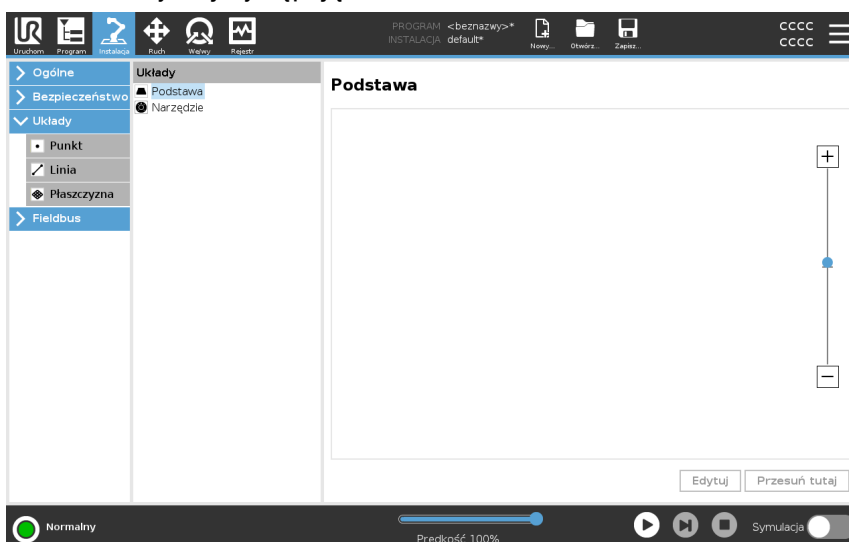 PROGRAM <beznazwy>*
INSTALACJA default*
CCCC
CCCC
Uruchom Program Instalacja Ruch We/wy Rejestr
Nowy... Otwórz... Zapisz...
Ogólne
Bezpieczeństwo
Układy
Punkt
Linia
Płaszczyzna
Fieldbus
Układy
Podstawa
Narzędzie
Podstawa
Edytuj Przesuń tutaj
Normalny
Prędkość 100%
Symulacja